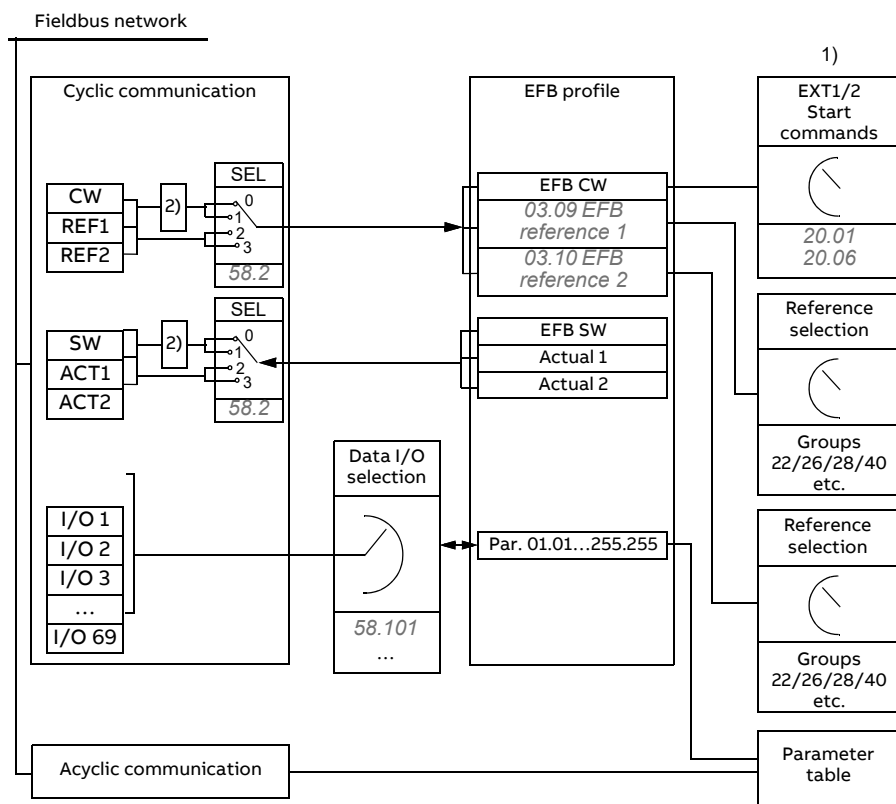 Fieldbus network
1)
Cyclic communication
EFB profile
EXT1/2
Start
commands
SEL
CW
REF1
REF2
2)
0
1
2
3
58.2
EFB CW
03.09 EFB
reference 1
03.10 EFB
reference 2
20.01
20.06
SEL
SW
ACT1
ACT2
2)
0
1
2
3
58.2
EFB SW
Actual 1
Actual 2
Reference
selection
Groups
22/26/28/40
etc.
Data I/O
selection
I/O 1
I/O 2
I/O 3
...
I/O 69
58.101
...
Par. 01.01...255.255
Reference
selection
Groups
22/26/28/40
etc.
Acyclic communication
Parameter
table